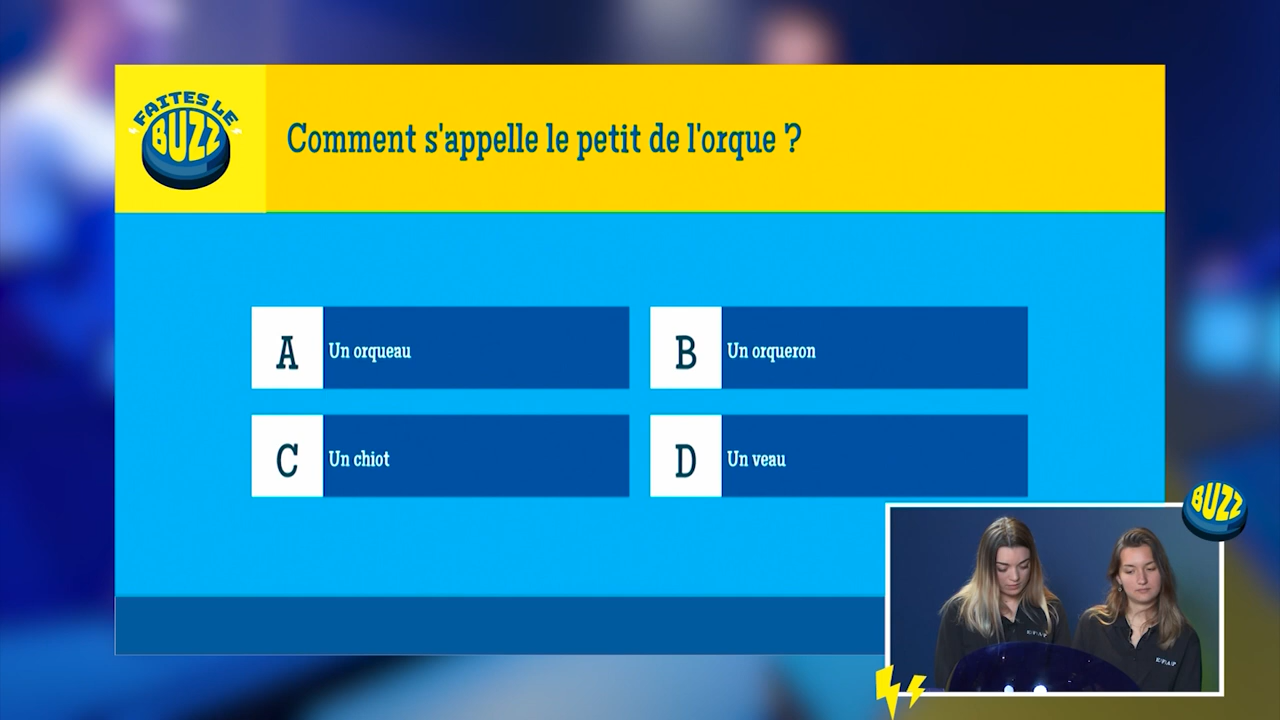 FAITES LE
BUZZ
Comment s'appelle le petit de l'orque ?
A Un orqueau
B Un orqueron
C Un chiot
D Un veau
BUZZ